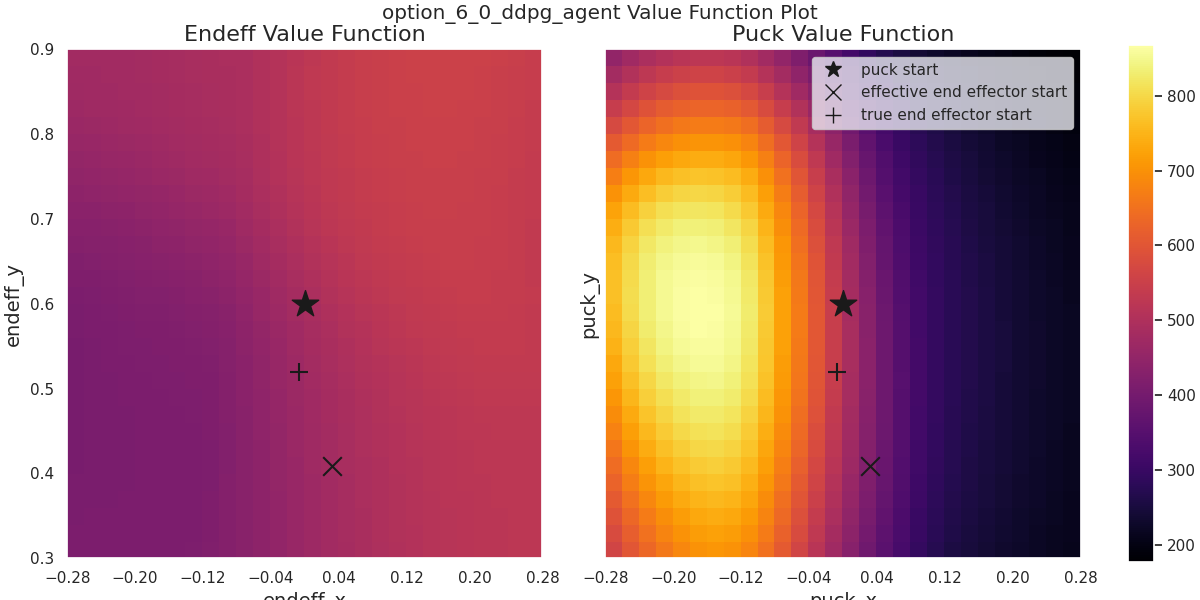 option_6_0_ddpg_agent Value Function Plot
Endeff Value Function
Puck Value Function
puck start
effective end effector start
true end effector start
endeff_y
0.9
0.8
0.7
0.6
0.5
0.4
0.3
−0.28 −0.20 −0.12 −0.04 0.04 0.12 0.20 0.28
endeff_x
puck_y
−0.28 −0.20 −0.12 −0.04 0.04 0.12 0.20 0.28
puck_x
800
700
600
500
400
300
200